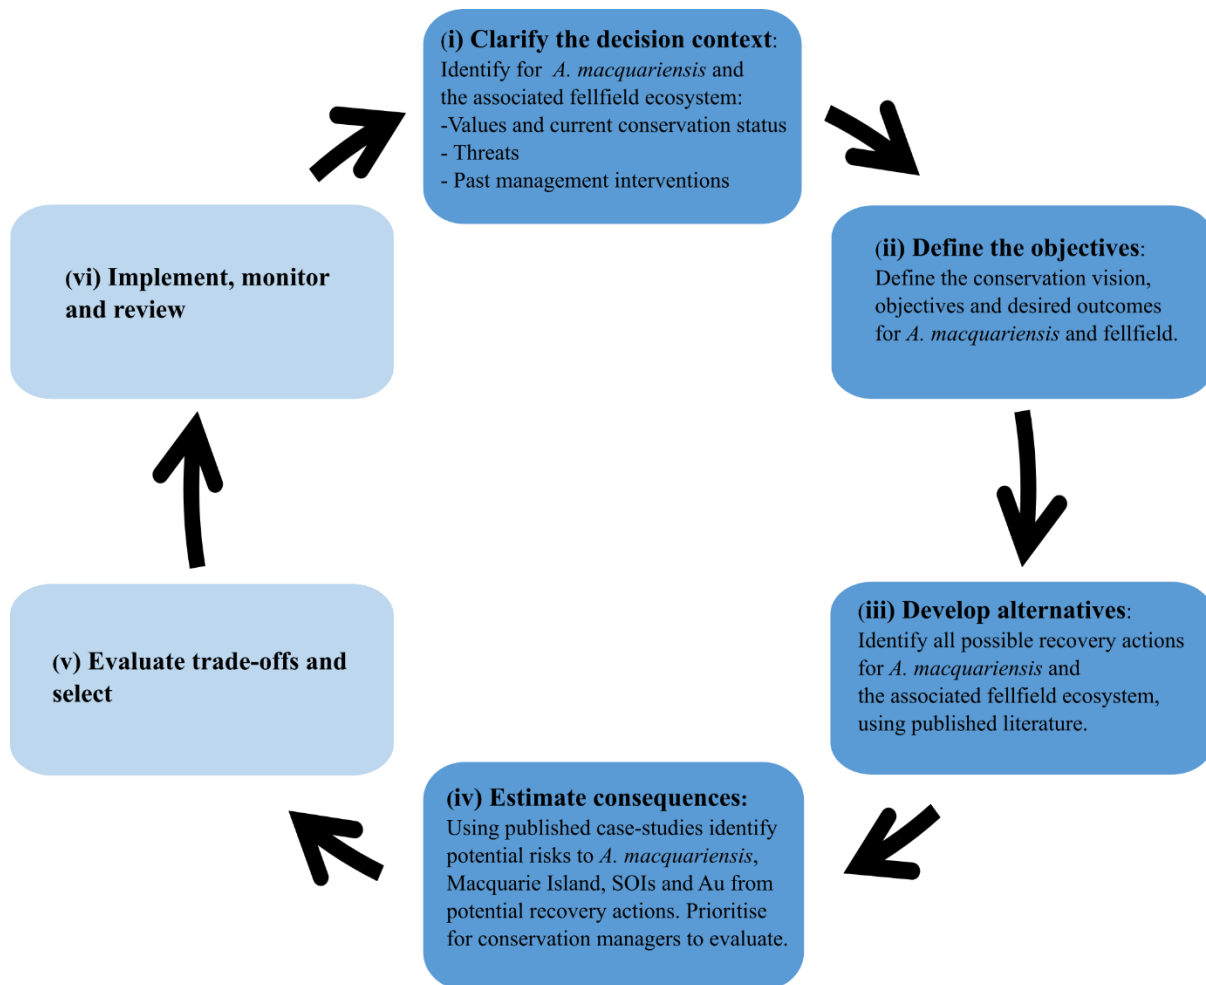 (i) Clarify the decision context:
Identify for A. macquariensis and
the associated fellfield ecosystem:
-Values and current conservation status
- Threats
- Past management interventions
(ii) Define the objectives:
Define the conservation vision,
objectives and desired outcomes
for A. macquariensis and fellfield.
(iii) Develop alternatives:
Identify all possible recovery actions
for A. macquariensis and
the associated fellfield ecosystem,
using published literature.
(iv) Estimate consequences:
Using published case-studies identify
potential risks to A. macquariensis,
Macquarie Island, SOIs and Au from
potential recovery actions. Prioritise
for conservation managers to evaluate.
(v) Evaluate trade-offs and
select
(vi) Implement, monitor
and review